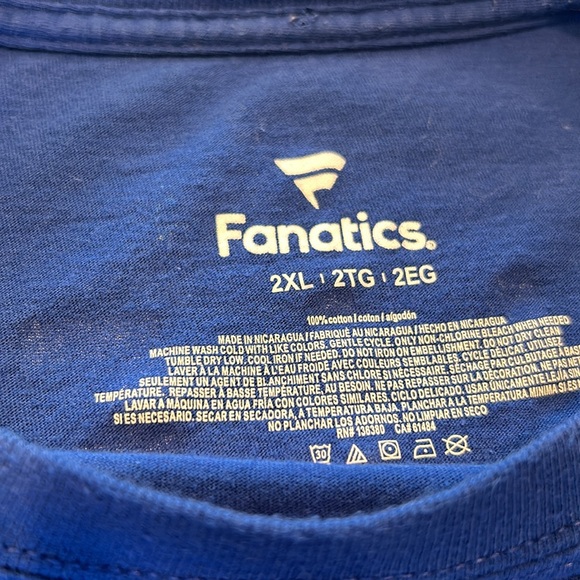 Fanatics.
2XL | 2TG | 2EG
100% cotton / coton / algodón
MADE IN NICARAGUA / FABRIQUÉ AU NICARAGUA / HECHO EN NICARAGUA
MACHINE WASH COLD WITH LIKE COLORS. GENTLE CYCLE. ONLY NON-CHLORINE BLEACH WHEN NEEDED
TUMBLE DRY LOW. COOL IRON IF NEEDED. DO NOT IRON ON EMBELLISHMENT. DO NOT DRY CLEAN
LAVER À LA MACHINE À L'EAU FROIDE AVEC COULEURS SEMBLABLES. CYCLE DÉLICAT. UTILISEZ
SEULEMENT UN AGENT DE BLANCHIMENT SANS CHLORE SI NÉCESSAIRE. SÉCHAGE PAR CULBUTAGE À BASSE
TEMPÉRATURE. REPASSER À BASSE TEMPÉRATURE, AU BESOIN. NE PAS REPASSER SUR LA DÉCORATION. NE PAS
LAVAR A MÁQUINA EN AGUA FRÍA CON COLORES SIMILARES. CICLO DELICADO. USAR ÚNICAMENTE
SI ES NECESARIO. SECAR EN SECADORA, A TEMPERATURA BAJA. PLANCHAR A LA TEMPERATURA MÍNIMA SI ES
NO PLANCHAR LOS ADORNOS. NO LIMPIAR EN SECO
RN# 136380 CA# 61484
30